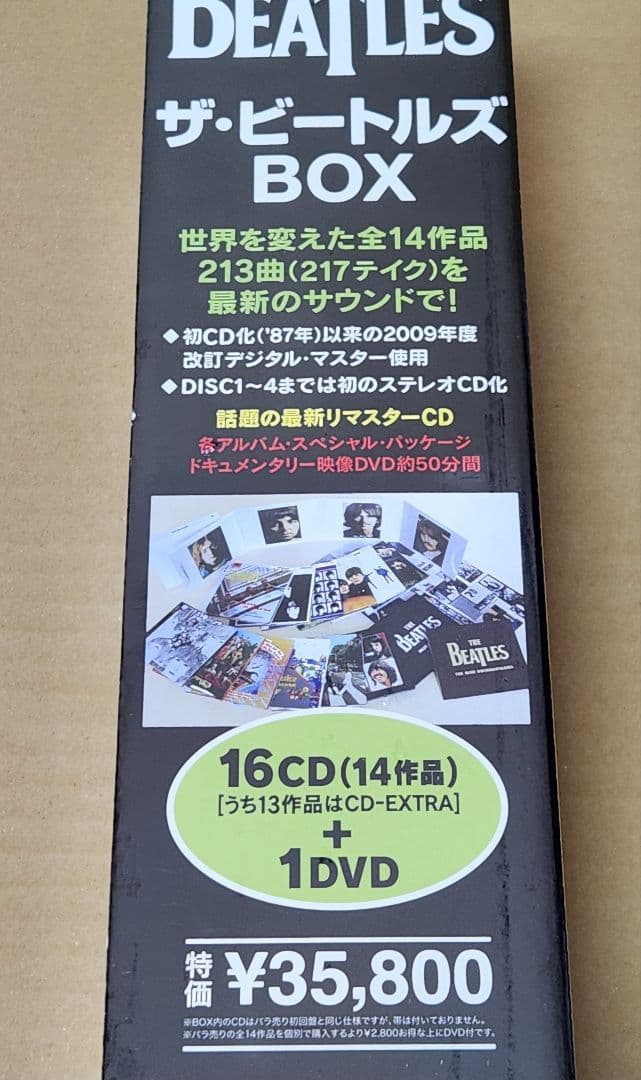 BEATLES
ザ・ビートルズ
BOX
世界を変えた全14作品
213曲(217テイク)を
最新のサウンドで!
◆初CD化('87年)以来の2009年度
改訂デジタル・マスター使用
◆DISC1〜4までは初のステレオCD化
話題の最新リマスターCD
各アルバム・スペシャル・パッケージ
ドキュメンタリー映像DVD約50分間
BEATLES
THE
BEATLES
THE MINI DOCUMENTARIES
16CD(14作品)
[うち13作品はCD-EXTRA]
+
1DVD
特価 ¥35,800
※BOX内のCDはバラ売り初回盤と同じ仕様ですが、帯は付いておりません。
※バラ売りの全14作品を個別で購入するより¥2,800お得な上にDVD付です。